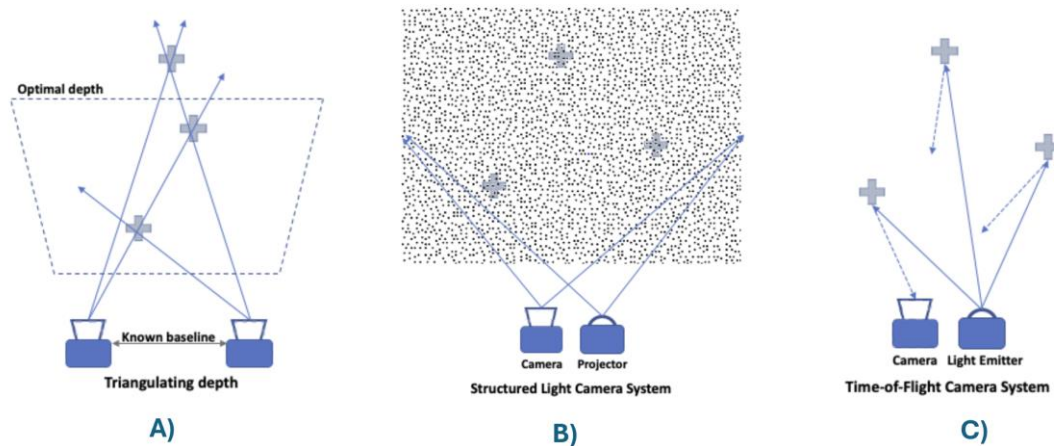 Optimal depth
Known baseline
Triangulating depth
A)
Camera Projector
Structured Light Camera System
B)
Camera Light Emitter
Time-of-Flight Camera System
C)